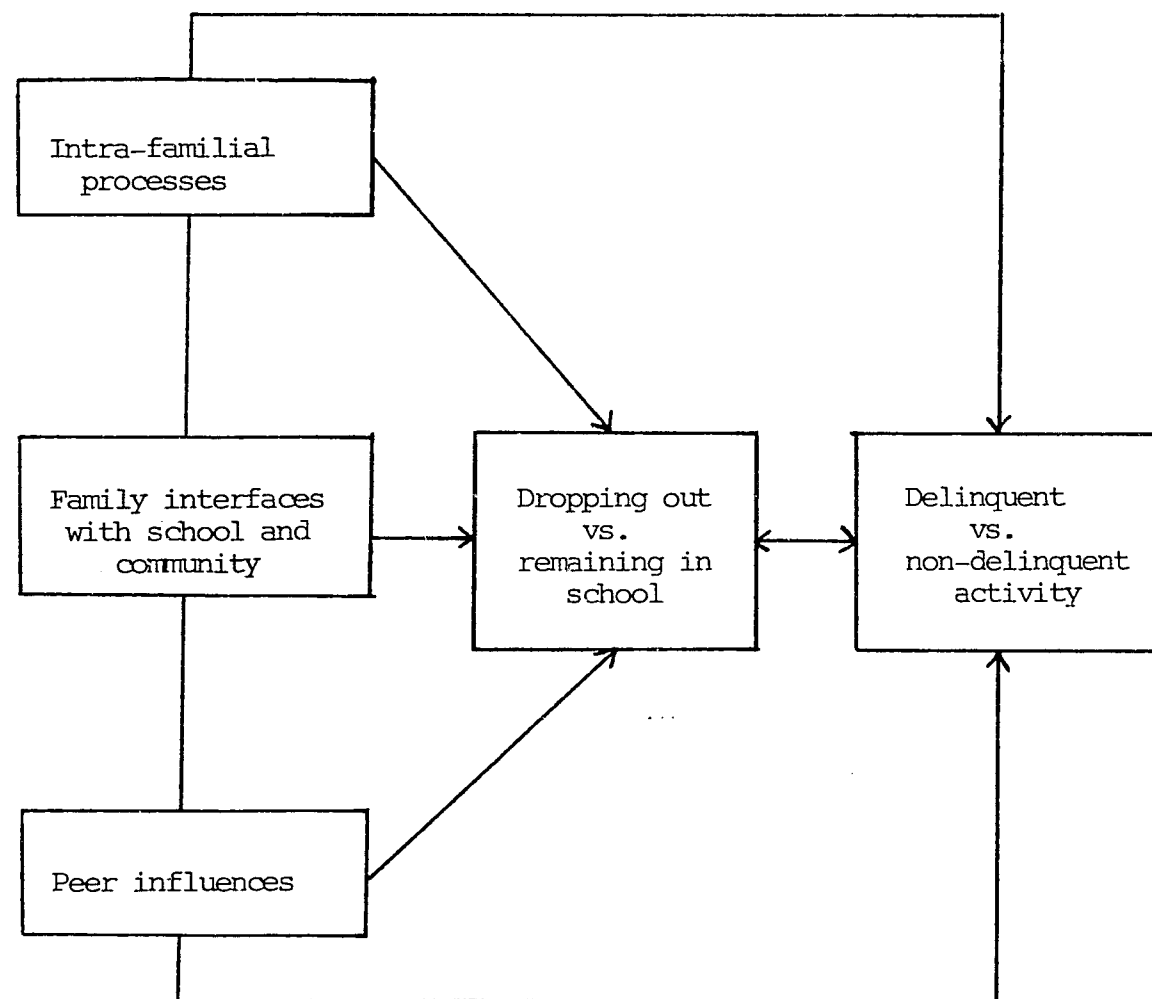 Intra-familial
processes
Family interfaces
with school and
community
Dropping out
vs.
remaining in
school
Delinquent
vs.
non-delinquent
activity
Peer influences